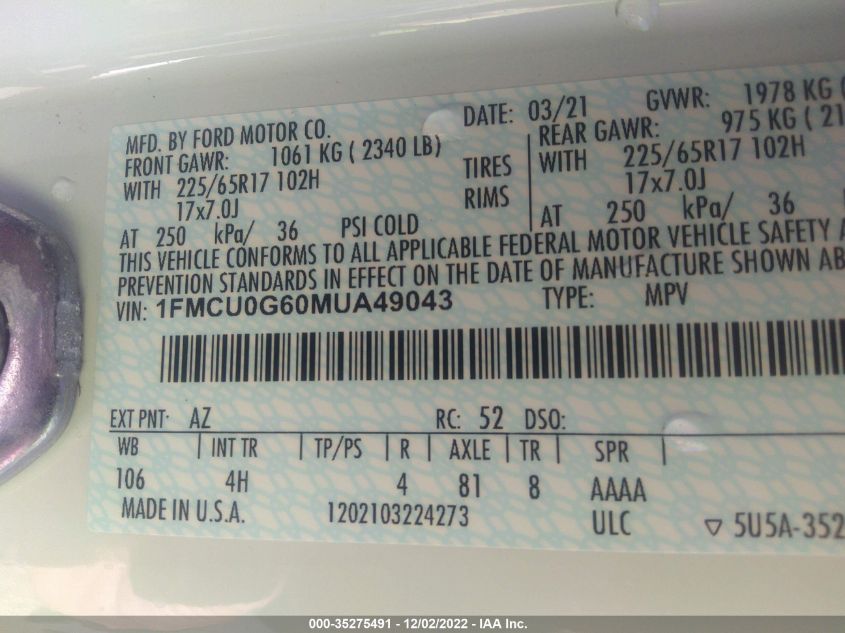 MFD. BY FORD MOTOR CO.
DATE: 03/21 GVWR: 1978 KG (
FRONT GAWR: 1061 KG ( 2340 LB) REAR GAWR: 975 KG ( 21
WITH 225/65R17 102H TIRES WITH 225/65R17 102H
17x7.0J RIMS 17x7.0J
AT 250 kPa/ 36 PSI COLD AT 250 kPa/ 36
THIS VEHICLE CONFORMS TO ALL APPLICABLE FEDERAL MOTOR VEHICLE SAFETY A
PREVENTION STANDARDS IN EFFECT ON THE DATE OF MANUFACTURE SHOWN AB
VIN: 1FMCU0G60MUA49043 TYPE: MPV
EXT PNT: AZ RC: 52 DSO:
WB | INT TR | TP/PS | R | AXLE | TR | SPR |
106 4H 4 81 8 AAAA
MADE IN U.S.A. 1202103224273 ULC ▽ 5U5A-352
000-35275491 - 12/02/2022 - IAA Inc.